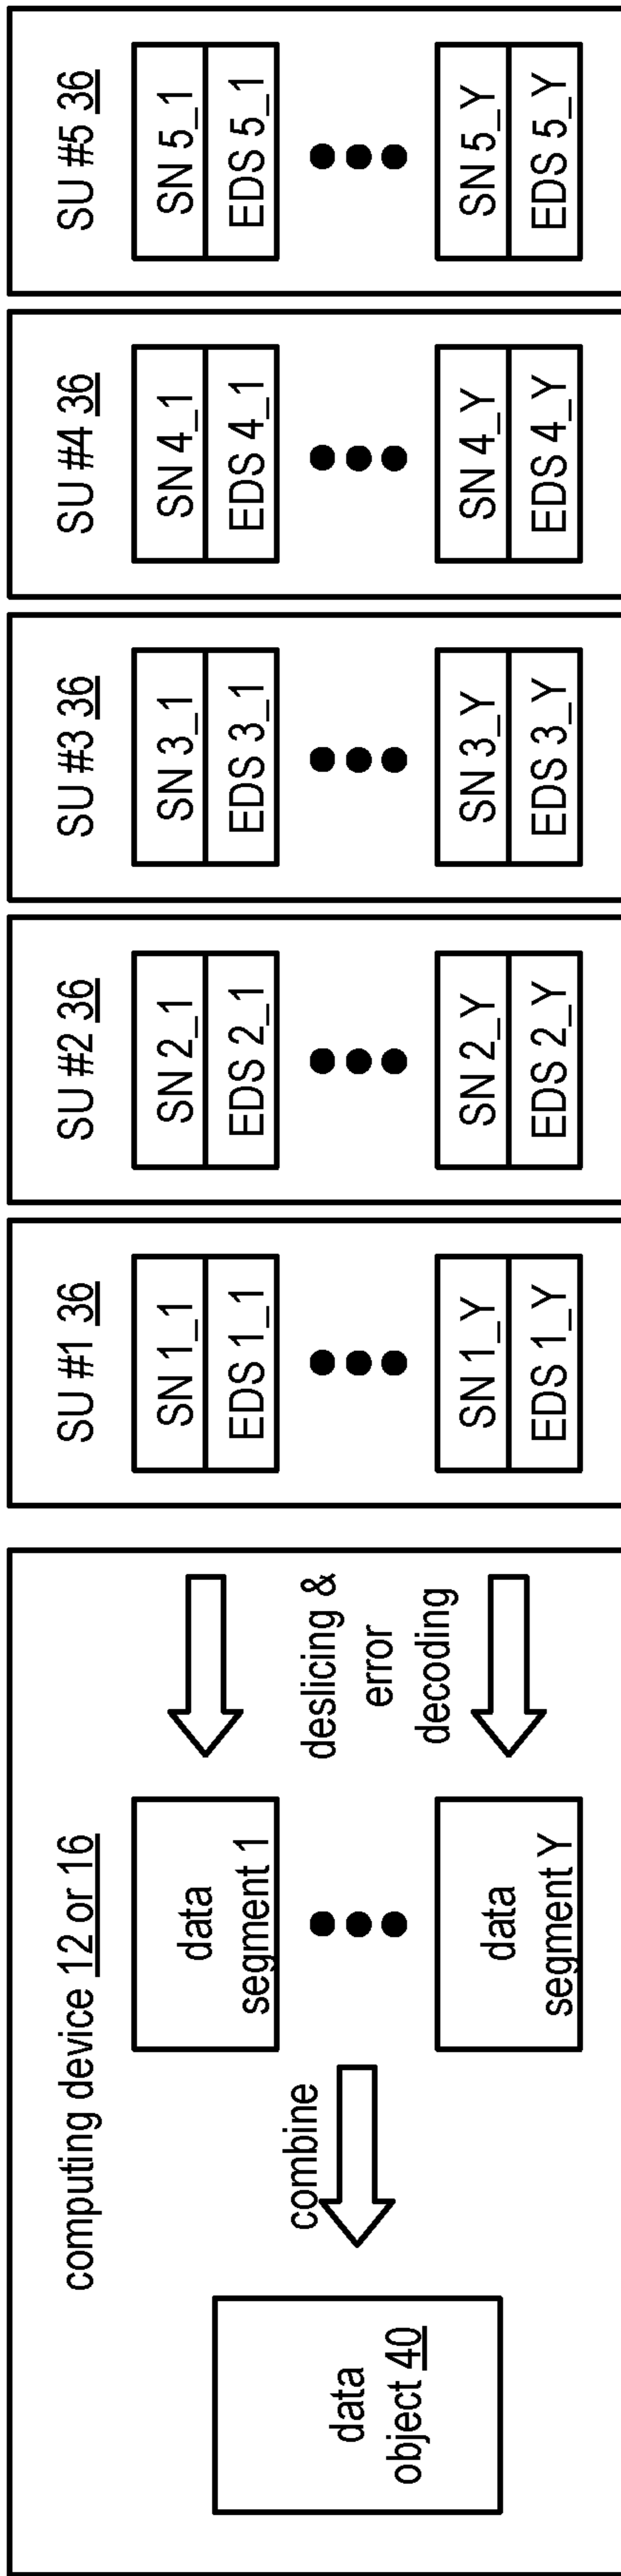 computing device 12 or 16
data
object 40
combine
data
segment 1
data
segment Y
deslicing &
error
decoding
SU #1 36
SN 1_1
EDS 1_1
SN 1_Y
EDS 1_Y
SU #2 36
SN 2_1
EDS 2_1
SN 2_Y
EDS 2_Y
SU #3 36
SN 3_1
EDS 3_1
SN 3_Y
EDS 3_Y
SU #4 36
SN 4_1
EDS 4_1
SN 4_Y
EDS 4_Y
SU #5 36
SN 5_1
EDS 5_1
SN 5_Y
EDS 5_Y